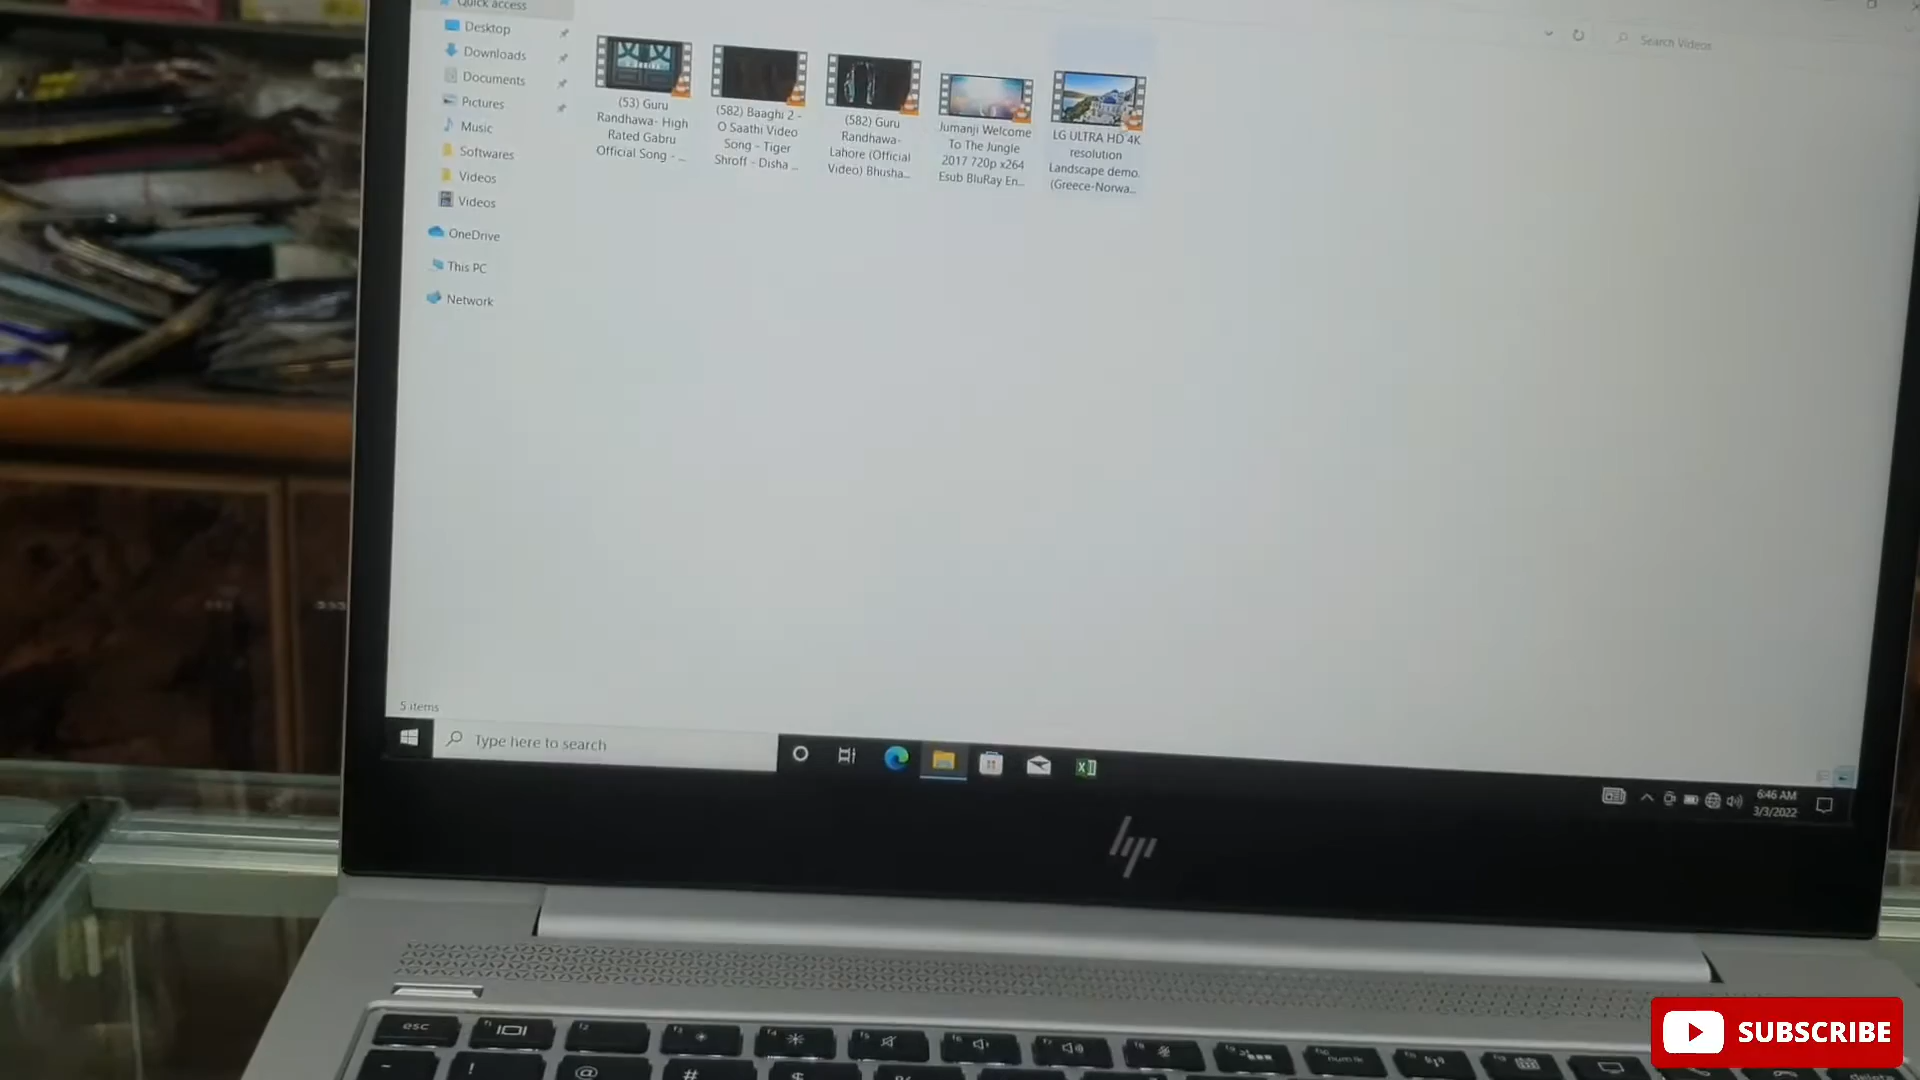 Quick access
Desktop
Downloads
Documents
Pictures
Music
Softwares
Videos
Videos
OneDrive
This PC
Network
Search Videos
(53) Guru
Randhawa- High
Rated Gabru
Official Song - ...
(582) Baaghi 2 -
O Saathi Video
Song - Tiger
Shroff - Disha ...
(582) Guru
Randhawa-
Lahore (Official
Video) Bhusha...
Jumanji Welcome
To The Jungle
2017 720p x264
Esub BluRay En...
LG ULTRA HD 4K
resolution
Landscape demo.
(Greece-Norwa...
5 items
Type here to search
6:46 AM
3/3/2022
hp
esc
SUBSCRIBE